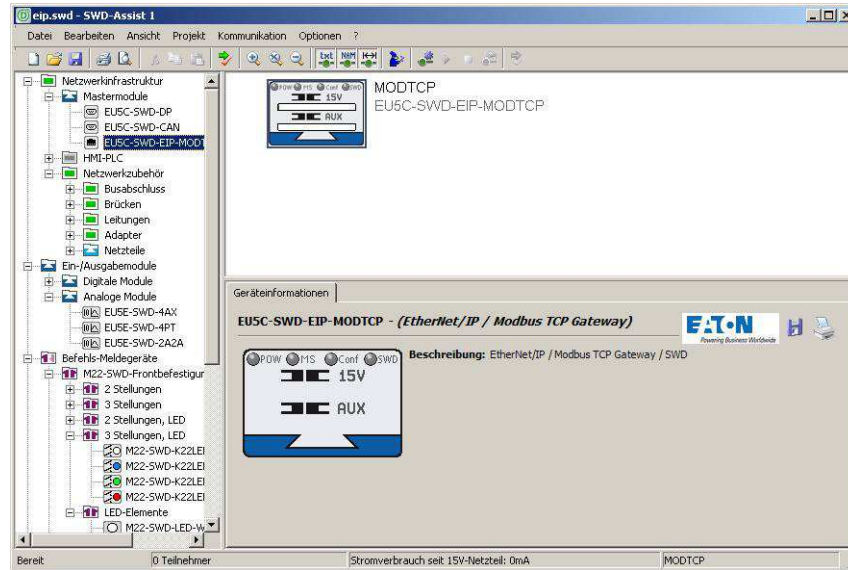 eip.swd - SWD-Assist 1
Datei Bearbeiten Ansicht Projekt Kommunikation Optionen ?
txt NUM
Netzwerkinfrastruktur
Mastermodule
EU5C-SWD-DP
EU5C-SWD-CAN
EU5C-SWD-EIP-MODT
HMI-PLC
Netzwerkzubehör
Busabschluss
Brücken
Leitungen
Adapter
Netzteile
Ein-/Ausgabemodule
Digitale Module
Analoge Module
EU5E-SWD-4AX
EU5E-SWD-4PT
EU5E-SWD-2A2A
Befehls-Meldegeräte
M22-SWD-Frontbefestigur
2 Stellungen
3 Stellungen
2 Stellungen, LED
3 Stellungen, LED
M22-SWD-K22LE
M22-SWD-K22LE
M22-SWD-K22LE
M22-SWD-K22LE
LED-Elemente
M22-SWD-LED-W
POW MS Conf SWD
15V
AUX
MODTCP
EU5C-SWD-EIP-MODTCP
Geräteinformationen
EU5C-SWD-EIP-MODTCP - (EtherNet/IP / Modbus TCP Gateway)
EATON
Powering Business Worldwide
POW MS Conf SWD
15V
AUX
Beschreibung: EtherNet/IP / Modbus TCP Gateway / SWD
Bereit
0 Teilnehmer
Stromverbrauch seit 15V-Netzteil: 0mA
MODTCP